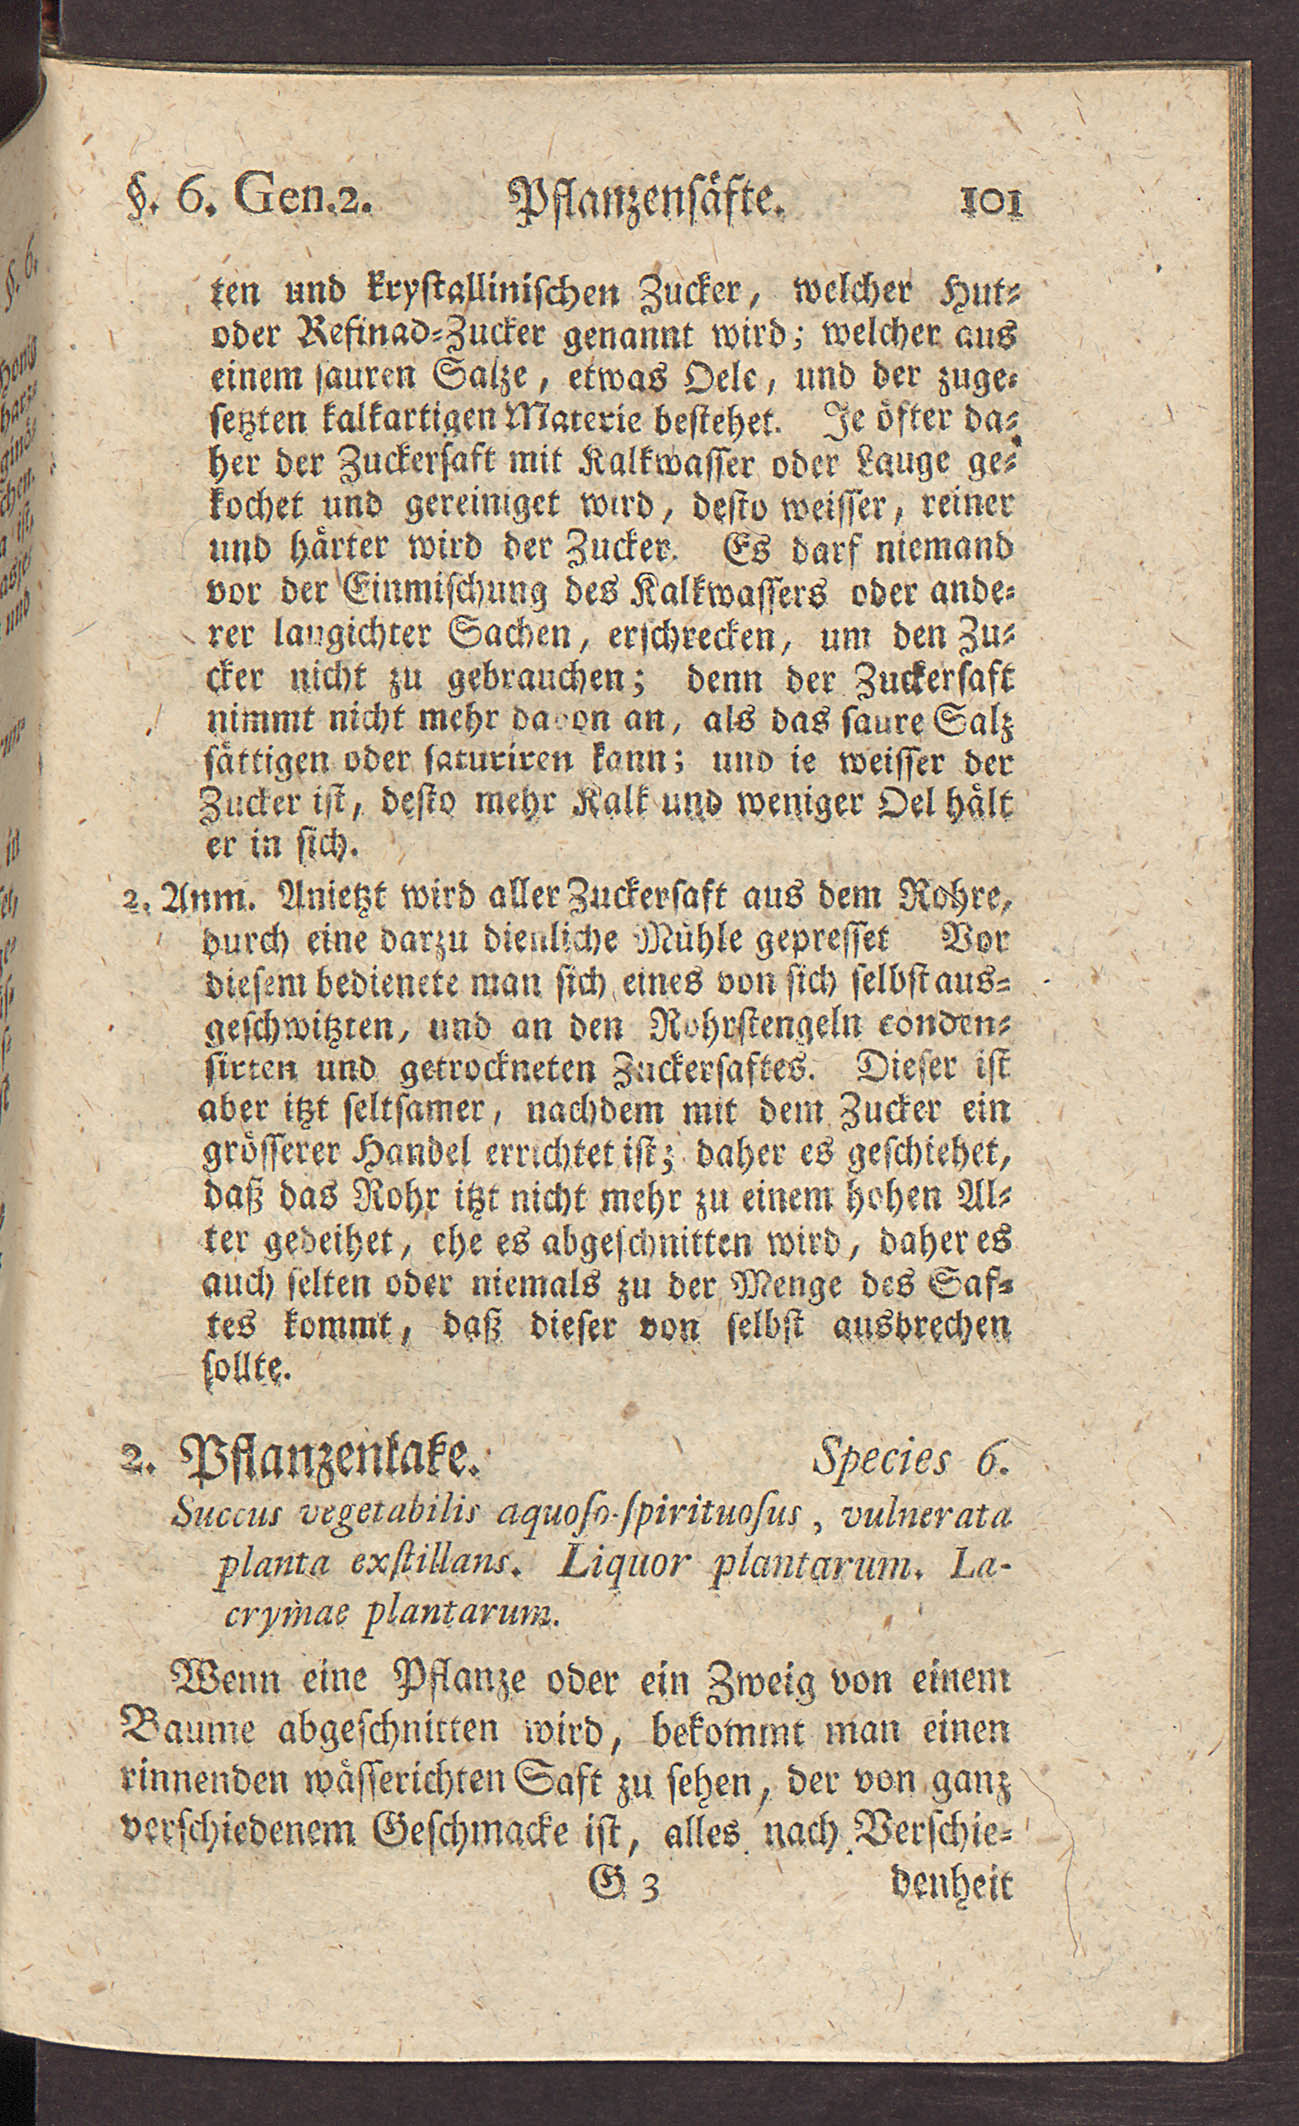 §. 6. Gen. 2. Pflanzensäfte. 101
ten und krystallinischen Zucker, welcher Hut-
oder Refinad-Zucker genannt wird; welcher aus
einem sauren Salze, etwas Oele, und der zuge-
setzten kalkartigen Materie bestehet. Je öfter da-
her der Zuckersaft mit Kalkwasser oder Lauge ge-
kochet und gereiniget wird, desto weisser, reiner
und härter wird der Zucker. Es darf niemand
vor der Einmischung des Kalkwassers oder ande-
rer laugichter Sachen, erschrecken, um den Zu-
cker nicht zu gebrauchen; denn der Zuckersaft
nimmt nicht mehr davon an, als das saure Salz
sättigen oder saturiren kann; und ie weisser der
Zucker ist, desto mehr Kalk und weniger Oel hält
er in sich.
2. Anm. Anietzt wird aller Zuckersaft aus dem Rohre,
durch eine darzu dienliche Mühle gepresset Vor
diesem bedienete man sich eines von sich selbst aus-
geschwitzten, und an den Rohrstengeln conden-
sirten und getrockneten Zuckersaftes. Dieser ist
aber itzt seltsamer, nachdem mit dem Zucker ein
grösserer Handel errichtet ist; daher es geschiehet,
daß das Rohr itzt nicht mehr zu einem hohen Al-
ter gedeihet, ehe es abgeschnitten wird, daher es
auch selten oder niemals zu der Menge des Saf-
tes kommt, daß dieser von selbst ausbrechen
sollte.
2. Pflanzenlake. Species 6.
Succus vegetabilis aquoso-spirituosus, vulnerata
planta exstillans. Liquor plantarum. La-
crymae plantarum.
Wenn eine Pflanze oder ein Zweig von einem
Baume abgeschnitten wird, bekommt man einen
rinnenden wässerichten Saft zu sehen, der von ganz
verschiedenem Geschmacke ist, alles nach Verschie-
G 3 denheit